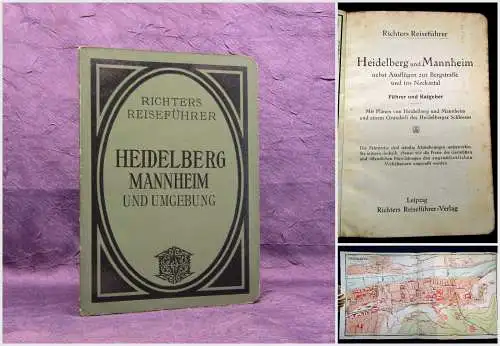 RICHTERS
REISEFÜHRER
HEIDELBERG
MANNHEIM
UND UMGEBUNG
Richters Reiseführer
Heidelberg und Mannheim
nebst Ausflügen zur Bergstraße
und ins Neckartal
Führer und Ratgeber
Mit Plänen von Heidelberg und Mannheim
und einem Grundriß des Heidelberger Schlosses
Leipzig
Richters Reiseführer-Verlag